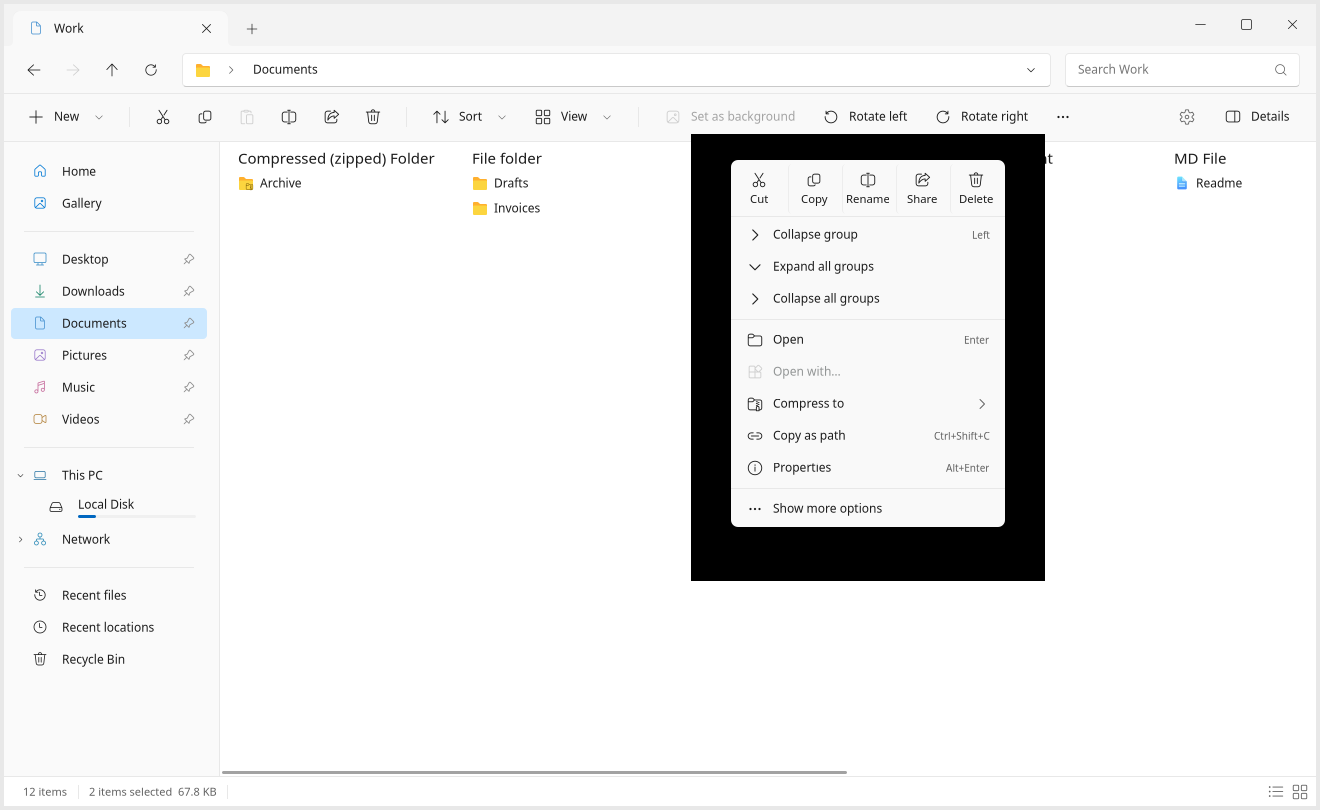 Work
Documents
Search Work
New
Sort
View
Set as background
Rotate left
Rotate right
Details
Home
Gallery
Desktop
Downloads
Documents
Pictures
Music
Videos
This PC
Local Disk
Network
Recent files
Recent locations
Recycle Bin
Compressed (zipped) Folder
Archive
File folder
Drafts
Invoices
MD File
Readme
Cut Copy Rename Share Delete
Collapse group Left
Expand all groups
Collapse all groups
Open Enter
Open with...
Compress to
Copy as path Ctrl+Shift+C
Properties Alt+Enter
Show more options
12 items 2 items selected 67.8 KB